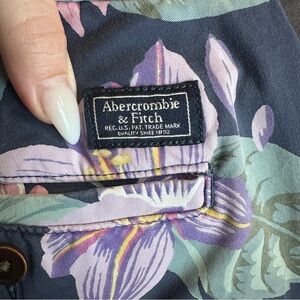 Abercrombie
& Fitch
REG. U.S. PAT. TRADE MARK
QUALITY SINCE 1892